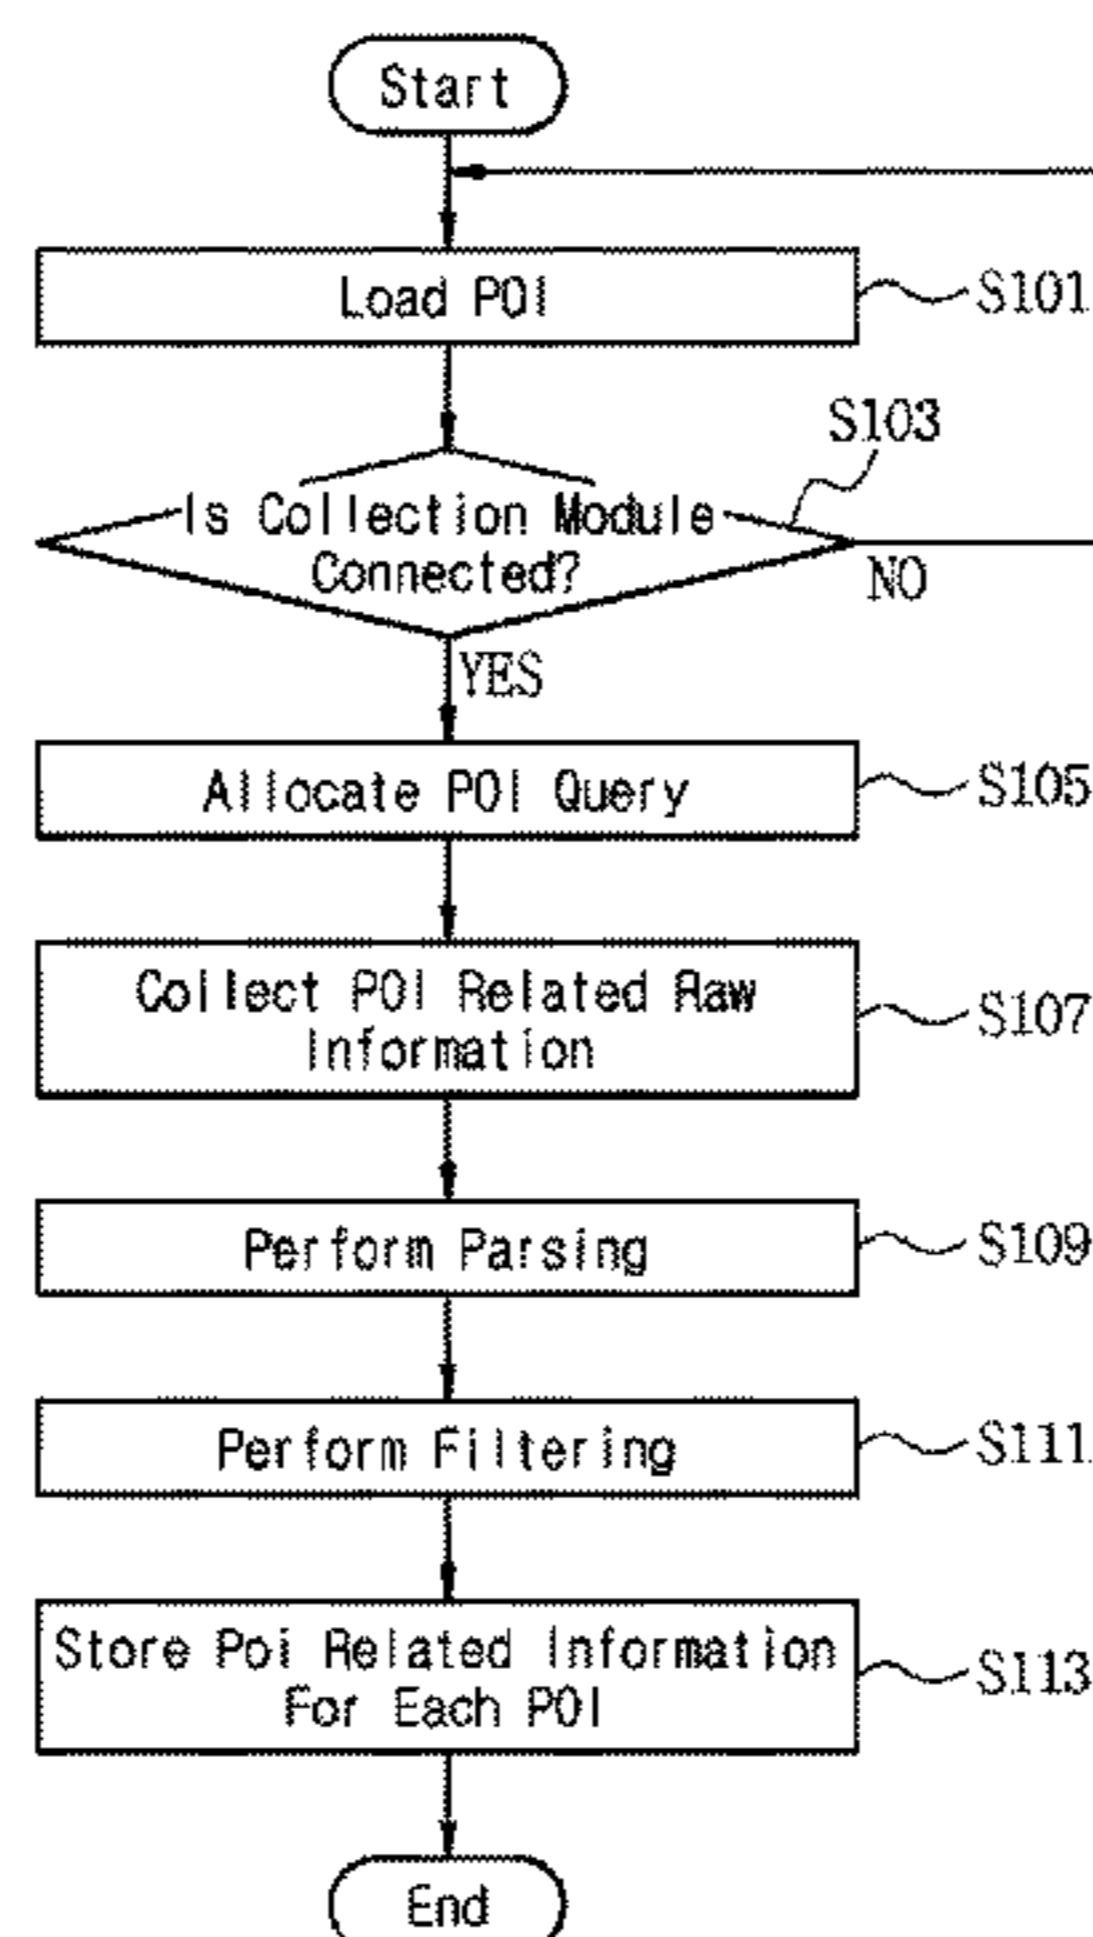 Start
Load POI
S101
S103
Is Collection Module
Connected?
NO
YES
Allocate POI Query
S105
Collect POI Related Raw
Information
S107
Perform Parsing
S109
Perform Filtering
S111
Store Poi Related Information
For Each POI
S113
End